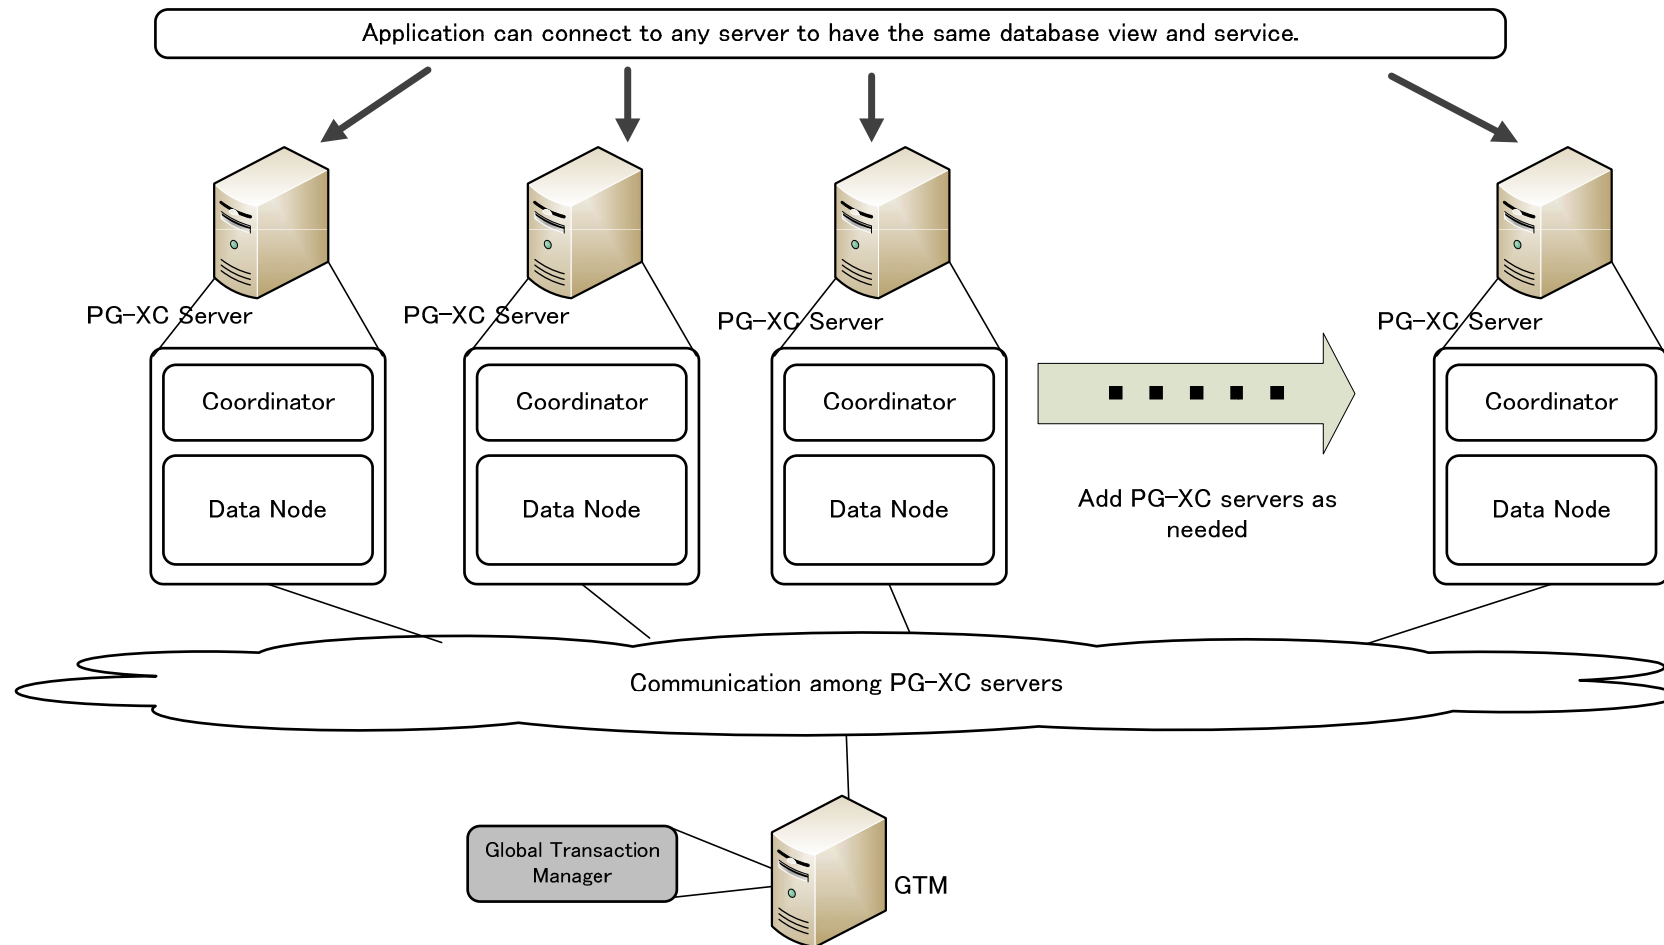 Application can connect to any server to have the same database view and service.
PG-XC Server
PG-XC Server
PG-XC Server
PG-XC Server
Coordinator
Coordinator
Coordinator
Coordinator
Data Node
Data Node
Data Node
Data Node
Add PG-XC servers as
needed
Communication among PG-XC servers
Global Transaction
Manager
GTM